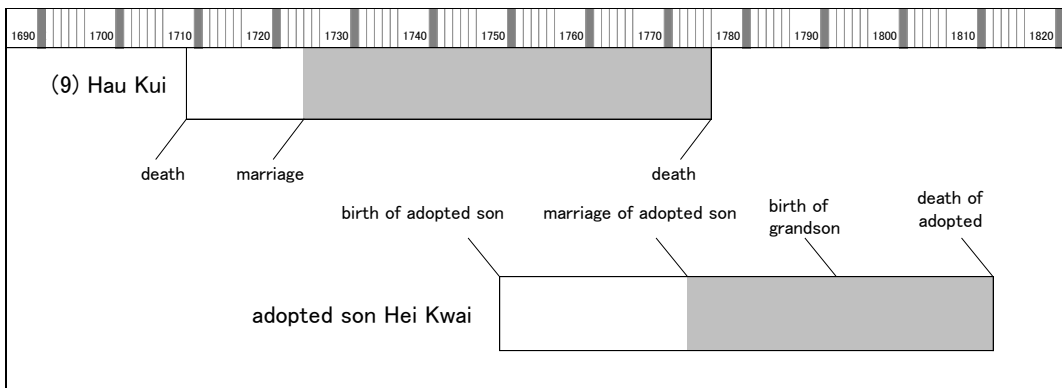 1690 1700 1710 1720 1730 1740 1750 1760 1770 1780 1790 1800 1810 1820
(9) Hau Kui
death
marriage
death
birth of adopted son
marriage of adopted son
birth of
grandson
death of
adopted
adopted son Hei Kwai